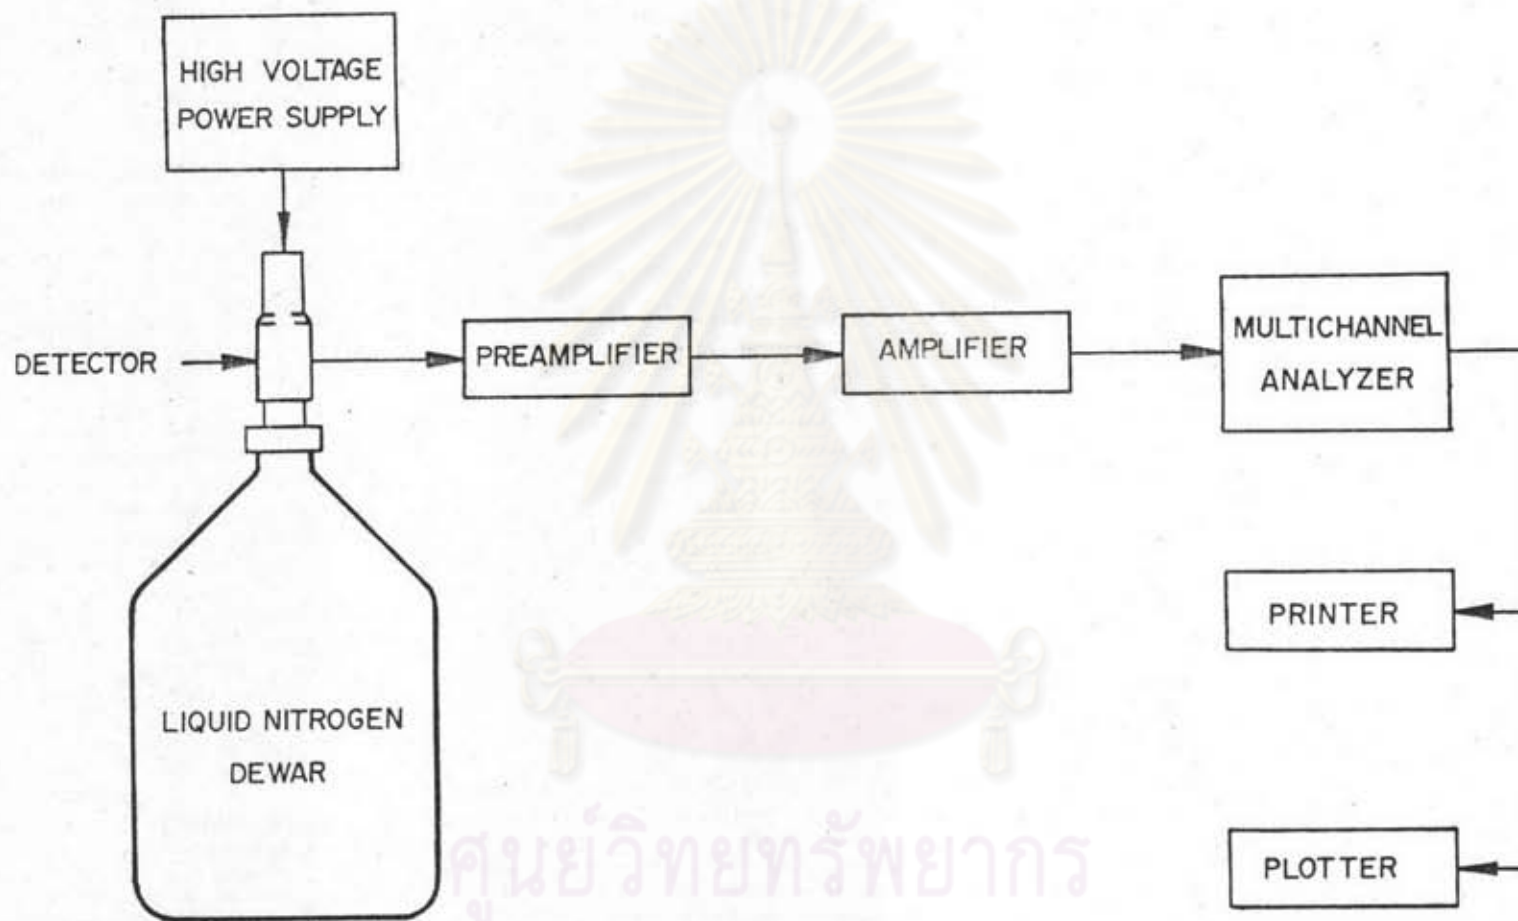 HIGH VOLTAGE
POWER SUPPLY
DETECTOR
PREAMPLIFIER
AMPLIFIER
MULTICHANNEL
ANALYZER
PRINTER
LIQUID NITROGEN
DEWAR
PLOTTER
ศูนย์วิทยทรัพยากร